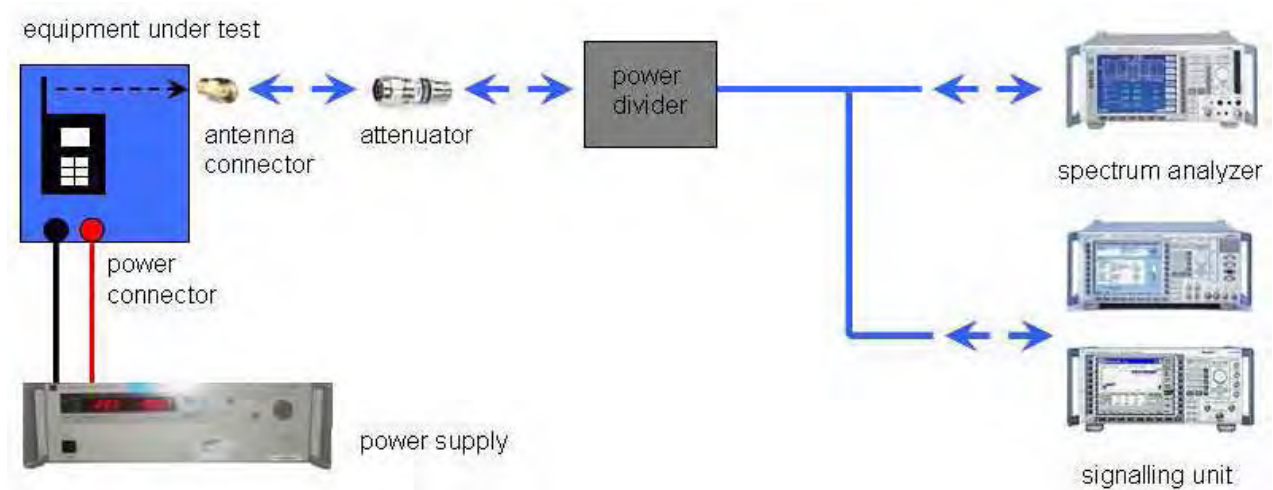 equipment under test
antenna
connector
attenuator
power
divider
spectrum analyzer
power
connector
power supply
signalling unit